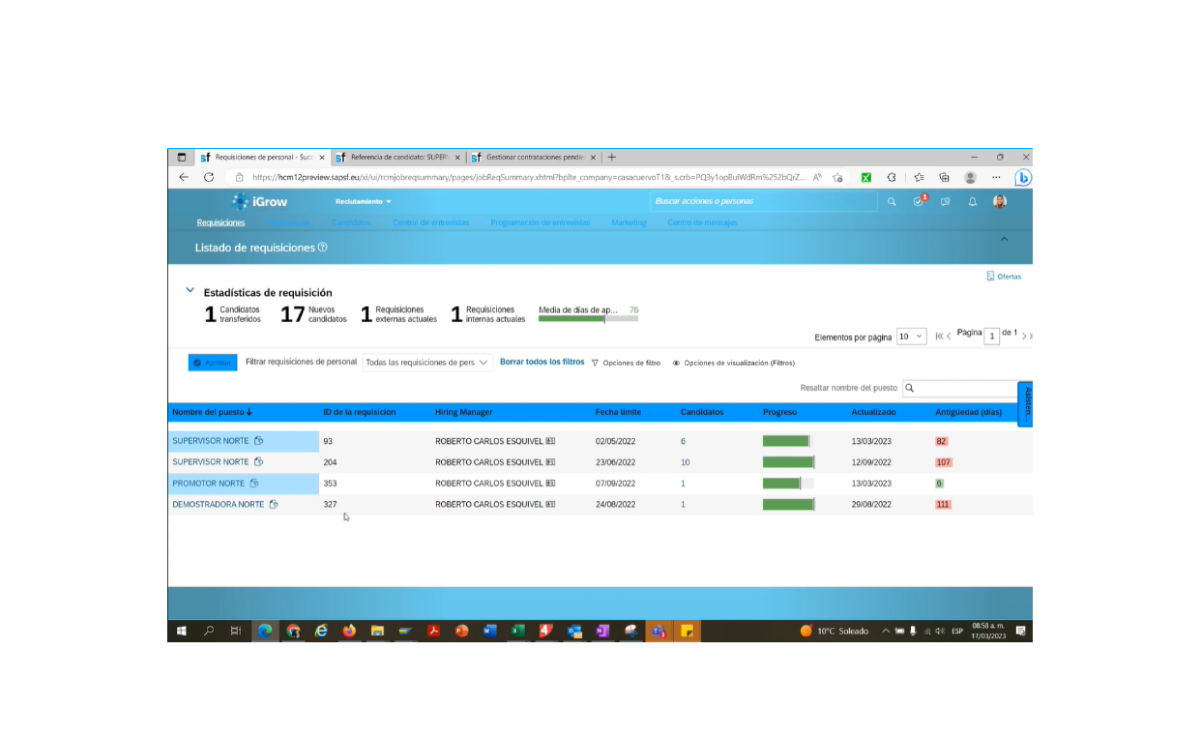 Requisiciones de personal - Suc
Referencia de candidato: SUPER
Gestionar contrataciones pendie
https://hcm12preview.sapsf.eu/xi/ui/rcmjobreqsummary/pages/jobReqSummary.xhtml?bplte_company=casacuervoT1&_s.crb=PQ3y1opBuiWdRm%252bQrZ...
iGrow
Reclutamiento
Buscar acciones o personas
1
Requisiciones
Candidatos
Central de entrevistas
Programación de entrevistas
Marketing
Centro de mensajes
Listado de requisiciones
Ofertas
Estadísticas de requisición
1 Candidatos transferidos
17 Nuevos candidatos
1 Requisiciones externas actuales
1 Requisiciones internas actuales
Media de días de ap... 76
Elementos por página 10
Página 1 de 1
Filtrar requisiciones de personal
Todas las requisiciones de pers
Borrar todos los filtros
Opciones de filtro
Opciones de visualización (Filtros)
Resaltar nombre del puesto
Asisten...
Nombre del puesto ID de la requisición Hiring Manager Fecha límite Candidatos Progreso Actualizado Antigüedad (días)
SUPERVISOR NORTE 93 ROBERTO CARLOS ESQUIVEL 02/05/2022 6 13/03/2023 82
SUPERVISOR NORTE 204 ROBERTO CARLOS ESQUIVEL 23/06/2022 10 12/09/2022 107
PROMOTOR NORTE 353 ROBERTO CARLOS ESQUIVEL 07/09/2022 1 13/03/2023 0
DEMOSTRADORA NORTE 327 ROBERTO CARLOS ESQUIVEL 24/08/2022 1 29/08/2022 111
10°C Soleado
ESP
08:50 a. m.
17/03/2023